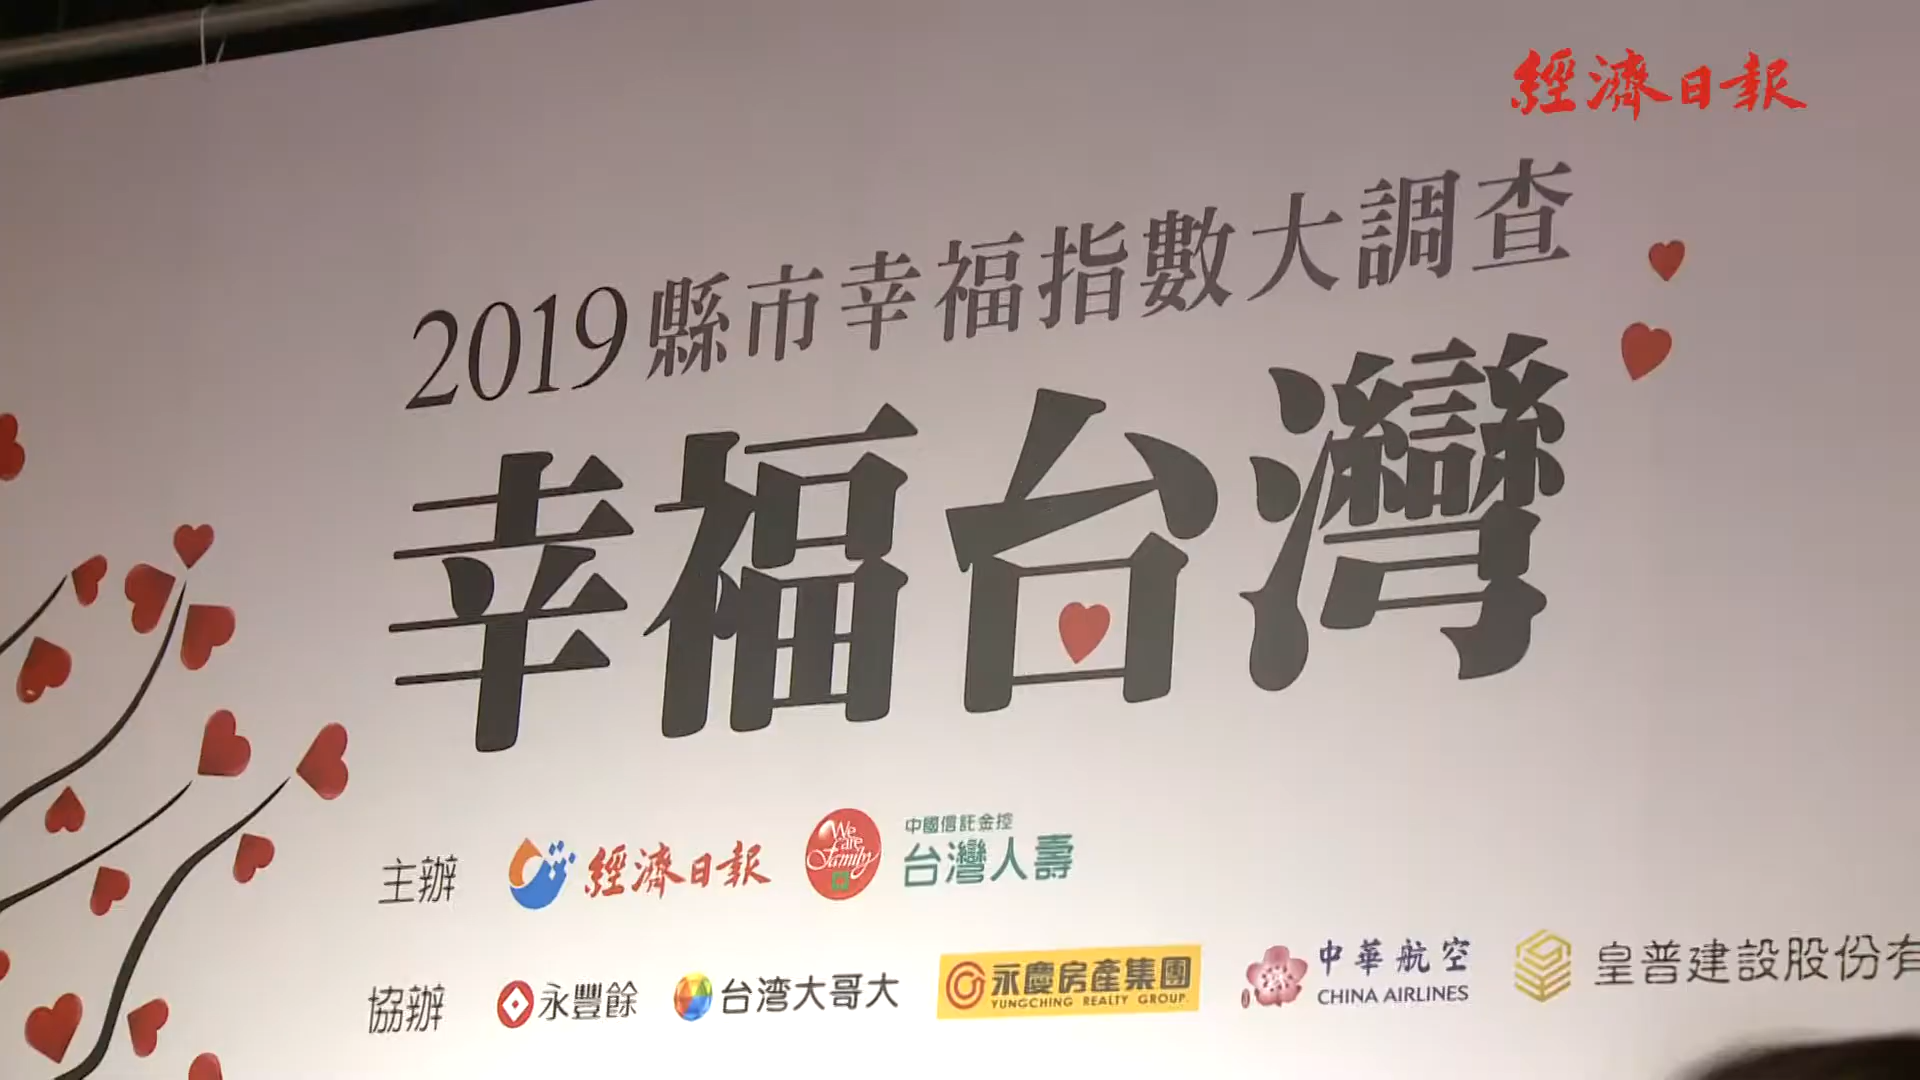 經濟日報
2019縣市幸福指數大調查
幸福台灣
主辦 經濟日報 We care Family 中國信託金控 台灣人壽
協辦 永豐餘 台灣大哥大 永慶房產集團 YUNGCHING REALTY GROUP. 中華航空 CHINA AIRLINES 皇普建設股份有